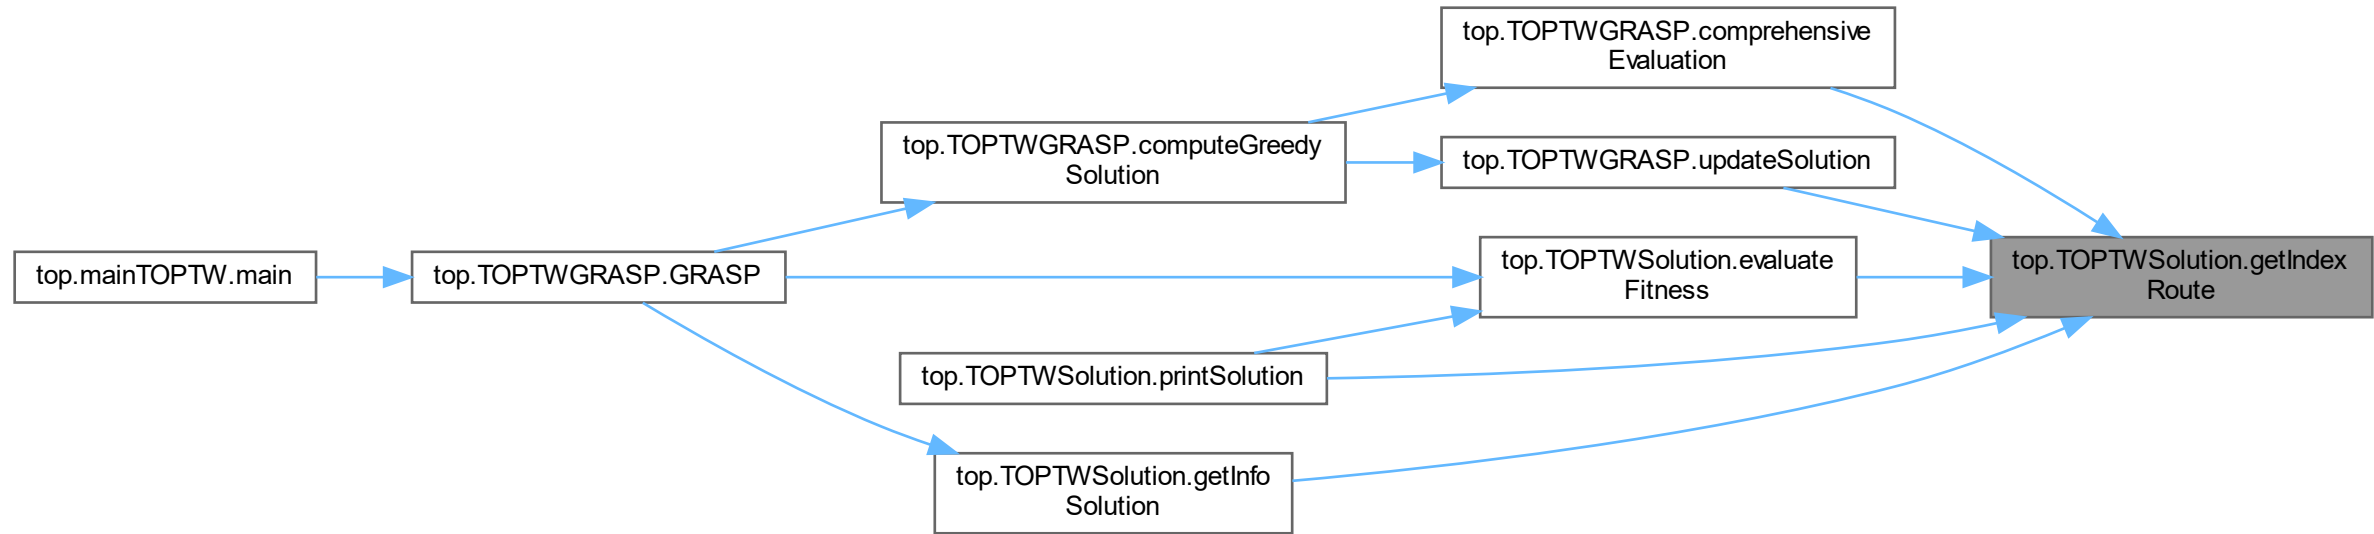 top.TOPTWGRASP.comprehensive
Evaluation
top.TOPTWGRASP.computeGreedy
Solution
top.TOPTWGRASP.updateSolution
top.mainTOPTW.main
top.TOPTWGRASP.GRASP
top.TOPTWSolution.evaluate
Fitness
top.TOPTWSolution.getIndex
Route
top.TOPTWSolution.printSolution
top.TOPTWSolution.getInfo
Solution